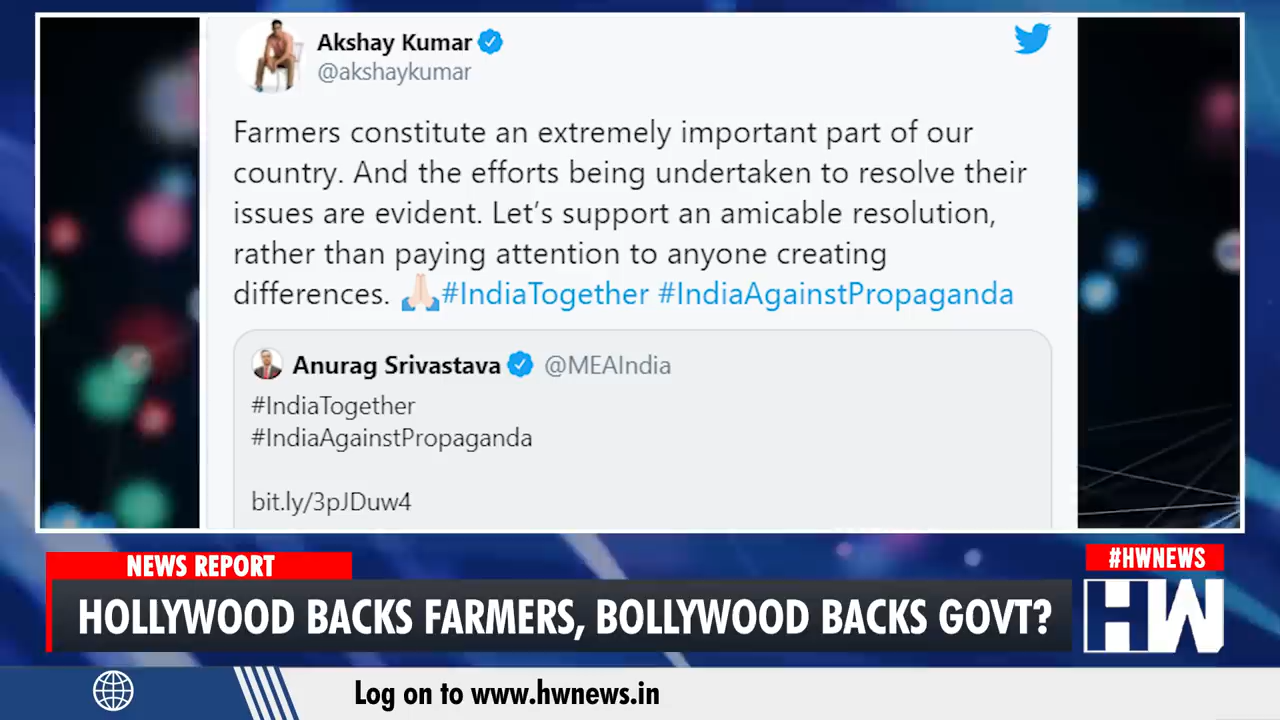 Akshay Kumar
@akshaykumar
Farmers constitute an extremely important part of our
country. And the efforts being undertaken to resolve their
issues are evident. Let’s support an amicable resolution,
rather than paying attention to anyone creating
differences. 🙏🏻#IndiaTogether #IndiaAgainstPropaganda
Anurag Srivastava @MEAIndia
#IndiaTogether
#IndiaAgainstPropaganda
bit.ly/3pJDuw4
NEWS REPORT
#HWNEWS
HOLLYWOOD BACKS FARMERS, BOLLYWOOD BACKS GOVT?
HW
Log on to www.hwnews.in